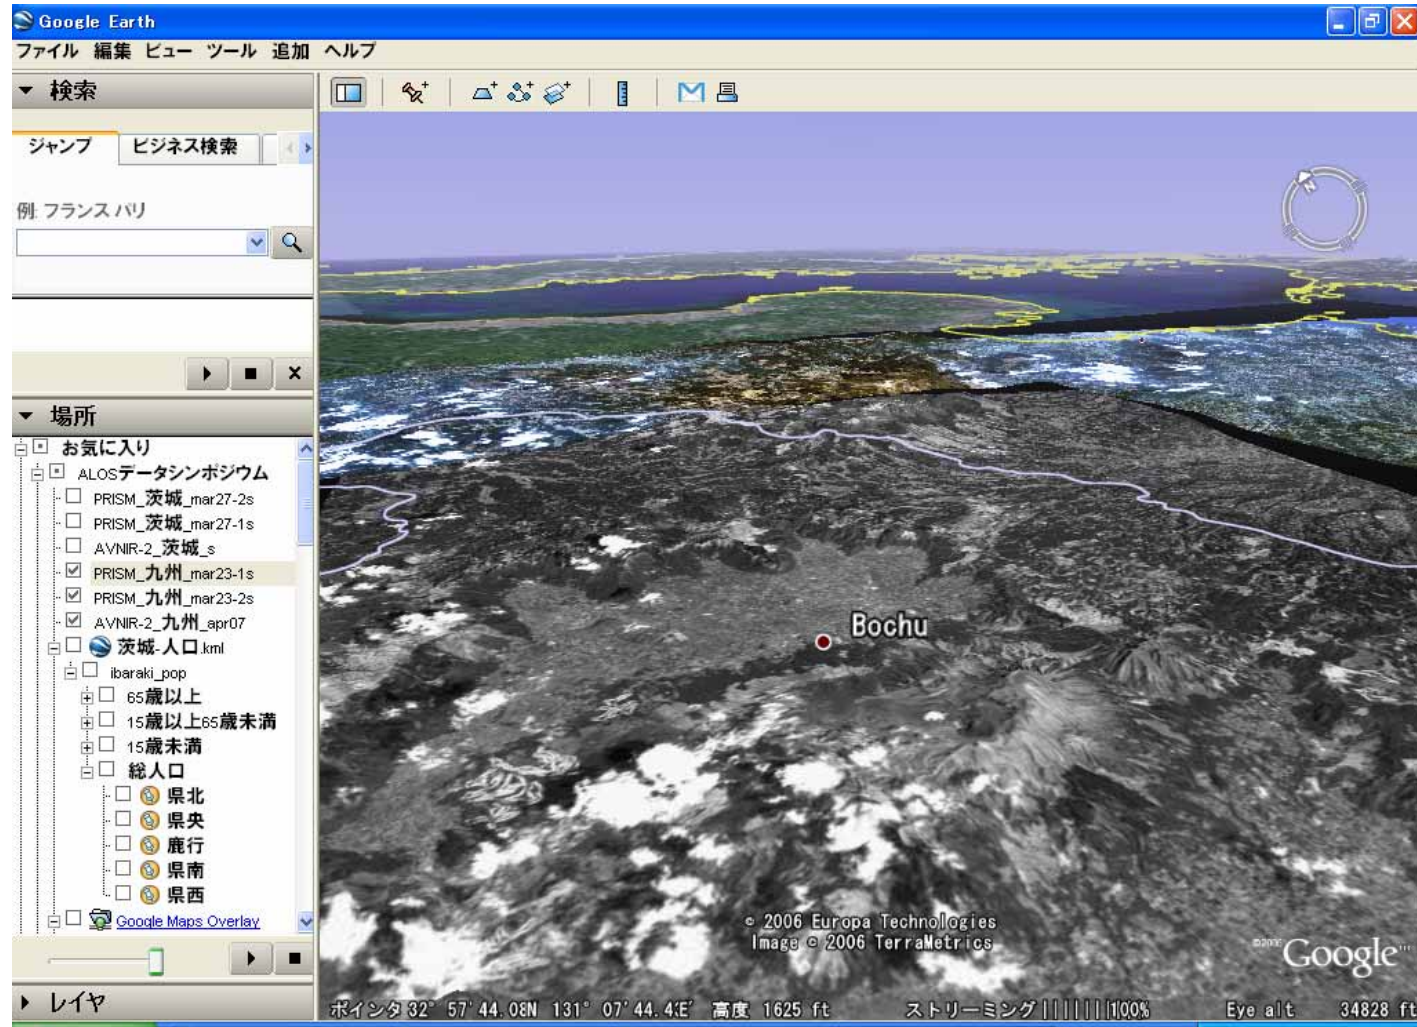 Google Earth
ファイル 編集 ビュー ツール 追加 ヘルプ
検索
ジャンプ ビジネス検索
例: フランス パリ
場所
お気に入り
ALOSデータシンポジウム
PRISM_茨城_mar27-2s
PRISM_茨城_mar27-1s
AVNIR-2_茨城_s
PRISM_九州_mar23-1s
PRISM_九州_mar23-2s
AVNIR-2_九州_apr07
茨城-人口.kml
ibaraki_pop
65歳以上
15歳以上65歳未満
15歳未満
総人口
県北
県央
鹿行
県南
県西
Google Maps Overlay
レイヤ
N
Bochu
© 2006 Europa Technologies
Image © 2006 TerraMetrics
©2006 Google™
ポインタ 32° 57'44.08N 131° 07'44.4'E' 高度 1625 ft ストリーミング ||||||||100% Eye alt 34828 ft